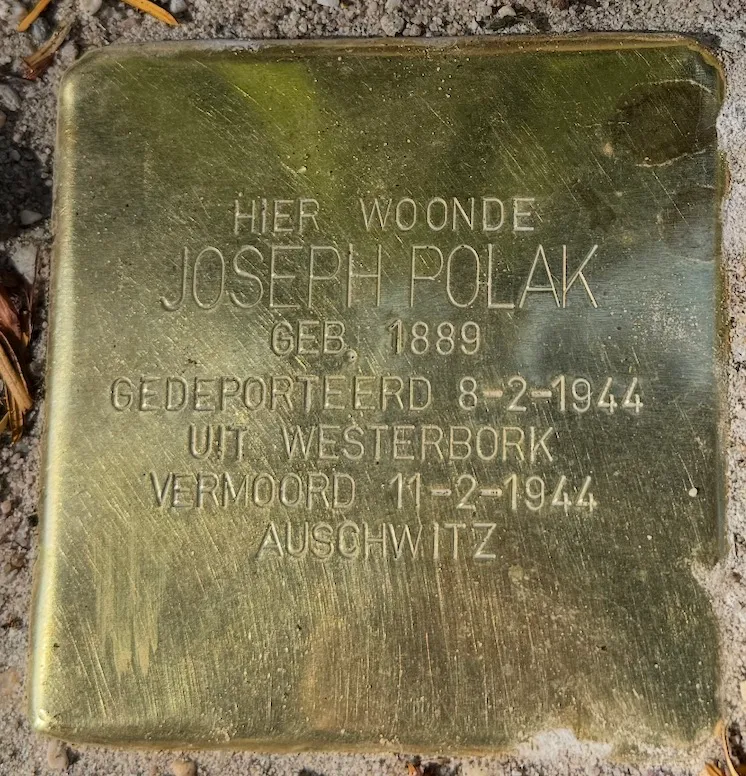 HIER WOONDE
JOSEPH POLAK
GEB. 1889
GEDEPORTEERD 8-2-1944
UIT WESTERBORK
VERMOORD 11-2-1944
AUSCHWITZ